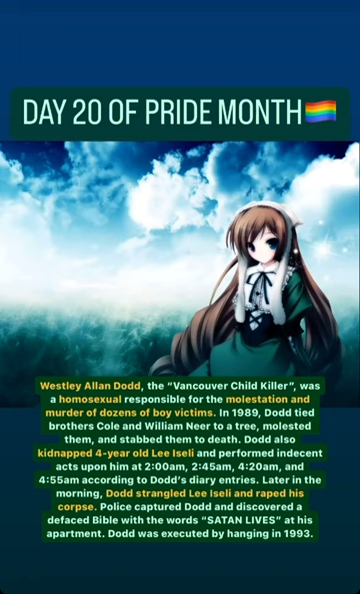 DAY 20 OF PRIDE MONTH🏳️‍🌈
Westley Allan Dodd, the “Vancouver Child Killer”, was
a homosexual responsible for the molestation and
murder of dozens of boy victims. In 1989, Dodd tied
brothers Cole and William Neer to a tree, molested
them, and stabbed them to death. Dodd also
kidnapped 4-year old Lee Iseli and performed indecent
acts upon him at 2:00am, 2:45am, 4:20am, and
4:55am according to Dodd’s diary entries. Later in the
morning, Dodd strangled Lee Iseli and raped his
corpse. Police captured Dodd and discovered a
defaced Bible with the words “SATAN LIVES” at his
apartment. Dodd was executed by hanging in 1993.